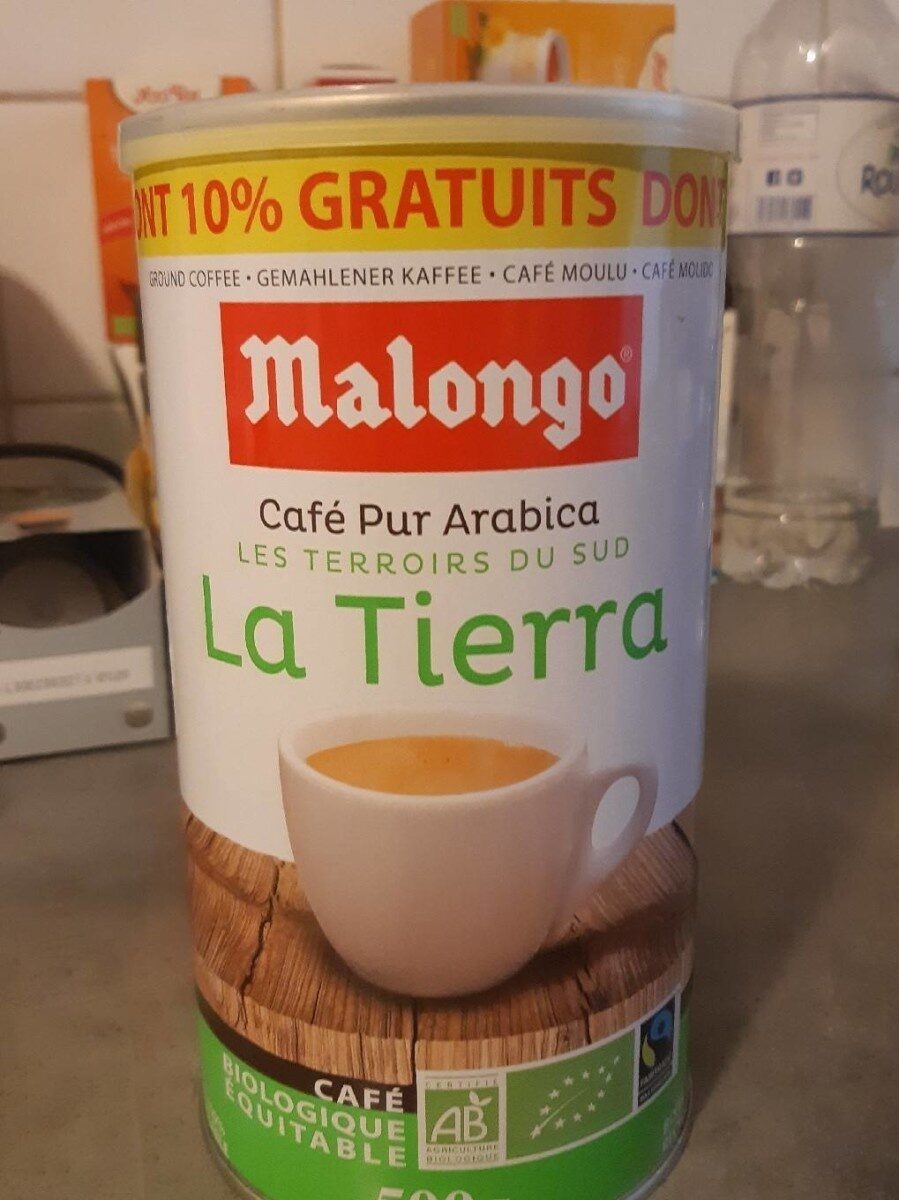 ONT 10% GRATUITS DON
GROUND COFFEE • GEMAHLENER KAFFEE • CAFÉ MOULU • CAFÉ MOLIDO
Malongo®
Café Pur Arabica
LES TERROIRS DU SUD
La Tierra
CAFÉ
BIOLOGIQUE
ÉQUITABLE
CERTIFIÉ
AB
AGRICULTURE
BIOLOGIQUE